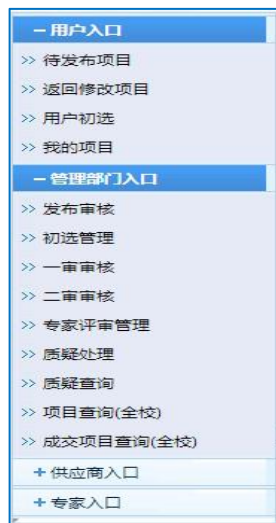 －用户入口
>> 待发布项目
>> 返回修改项目
>> 用户初选
>> 我的项目
－管理部门入口
>> 发布审核
>> 初选管理
>> 一审审核
>> 二审审核
>> 专家评审管理
>> 质疑处理
>> 质疑查询
>> 项目查询(全校)
>> 成交项目查询(全校)
＋供应商入口
＋专家入口